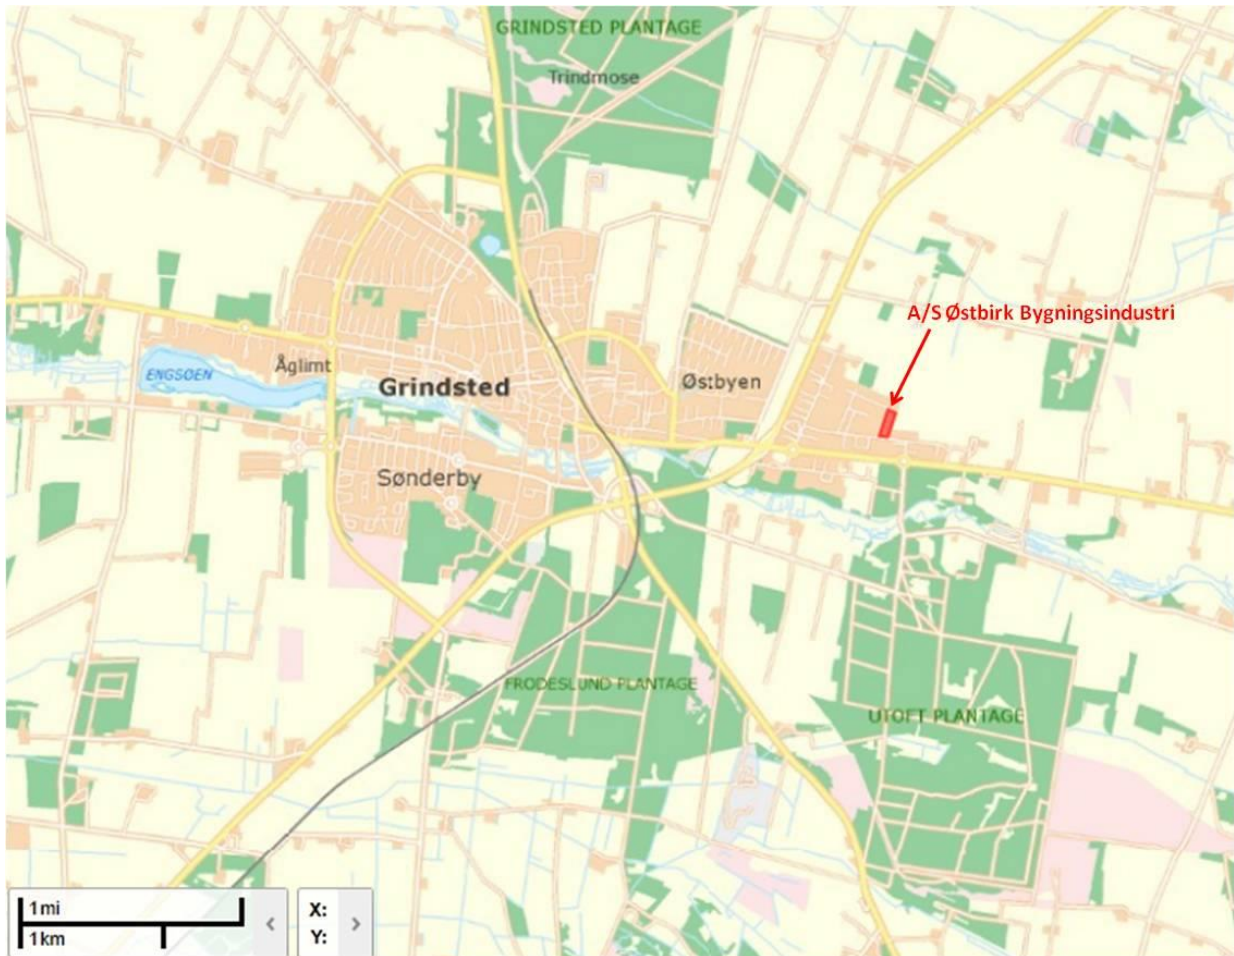 GRINDSTED PLANTAGE
Trindmose
A/S Østbirk Bygningsindustri
ENGSØEN
Åglimt
Grindsted
Østbyen
Sønderby
FRODESLUND PLANTAGE
UTOFT PLANTAGE
1mi
1km
X:
Y: